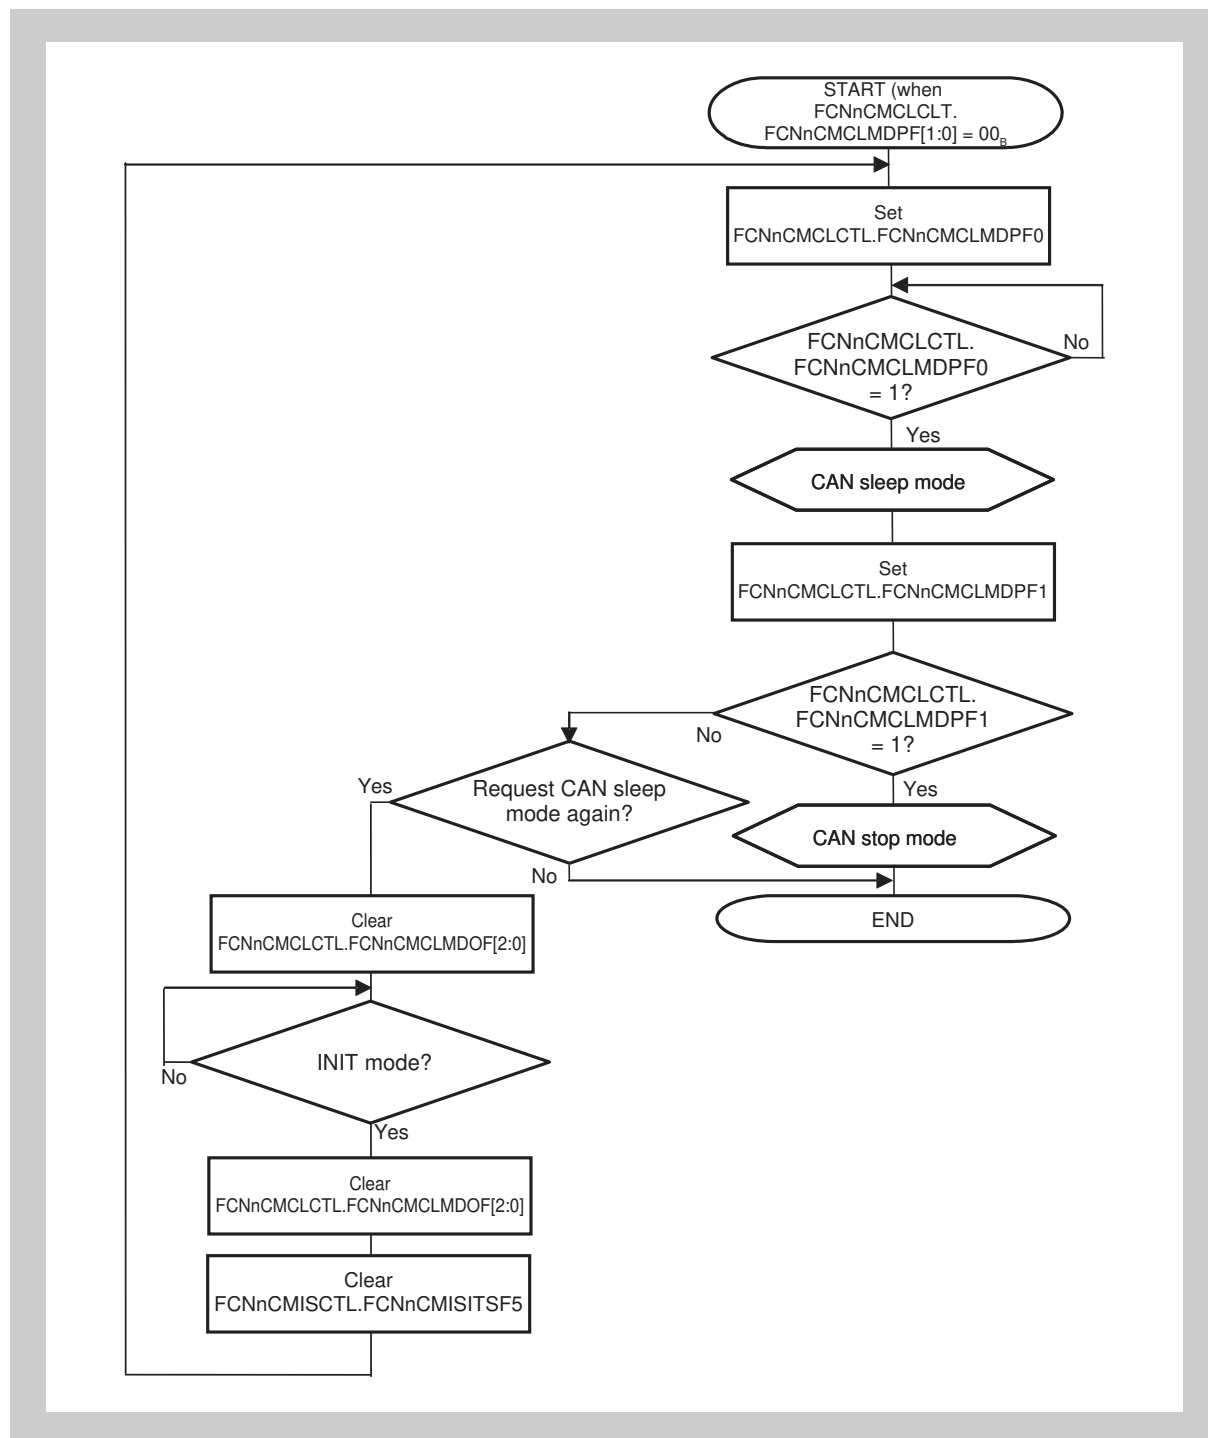 START (when
FCNnCMCLCLT.
FCNnCMCLMDPF[1:0] = 00B
Set
FCNnCMCLCTL.FCNnCMCLMDPF0
FCNnCMCLCTL.
FCNnCMCLMDPF0
= 1?
No
Yes
CAN sleep mode
Set
FCNnCMCLCTL.FCNnCMCLMDPF1
FCNnCMCLCTL.
FCNnCMCLMDPF1
= 1?
No
Yes
Request CAN sleep
mode again?
Yes
No
CAN stop mode
END
Clear
FCNnCMCLCTL.FCNnCMCLMDOF[2:0]
INIT mode?
No
Yes
Clear
FCNnCMCLCTL.FCNnCMCLMDOF[2:0]
Clear
FCNnCMISCTL.FCNnCMISITSF5